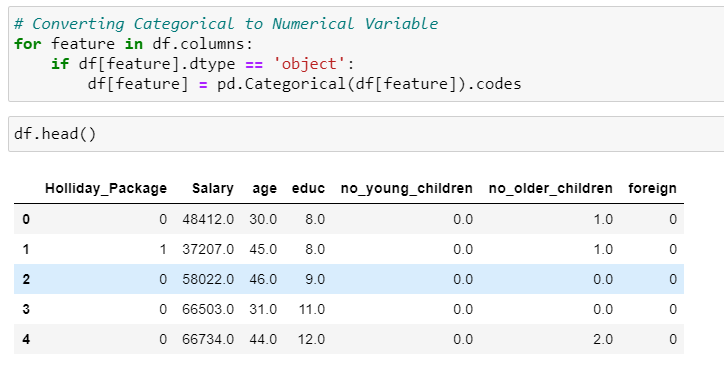 # Converting Categorical to Numerical Variable
for feature in df.columns:
    if df[feature].dtype == 'object':
        df[feature] = pd.Categorical(df[feature]).codes
df.head()
Holliday_Package Salary age educ no_young_children no_older_children foreign
0 0 48412.0 30.0 8.0 0.0 1.0 0
1 1 37207.0 45.0 8.0 0.0 1.0 0
2 0 58022.0 46.0 9.0 0.0 0.0 0
3 0 66503.0 31.0 11.0 0.0 0.0 0
4 0 66734.0 44.0 12.0 0.0 2.0 0